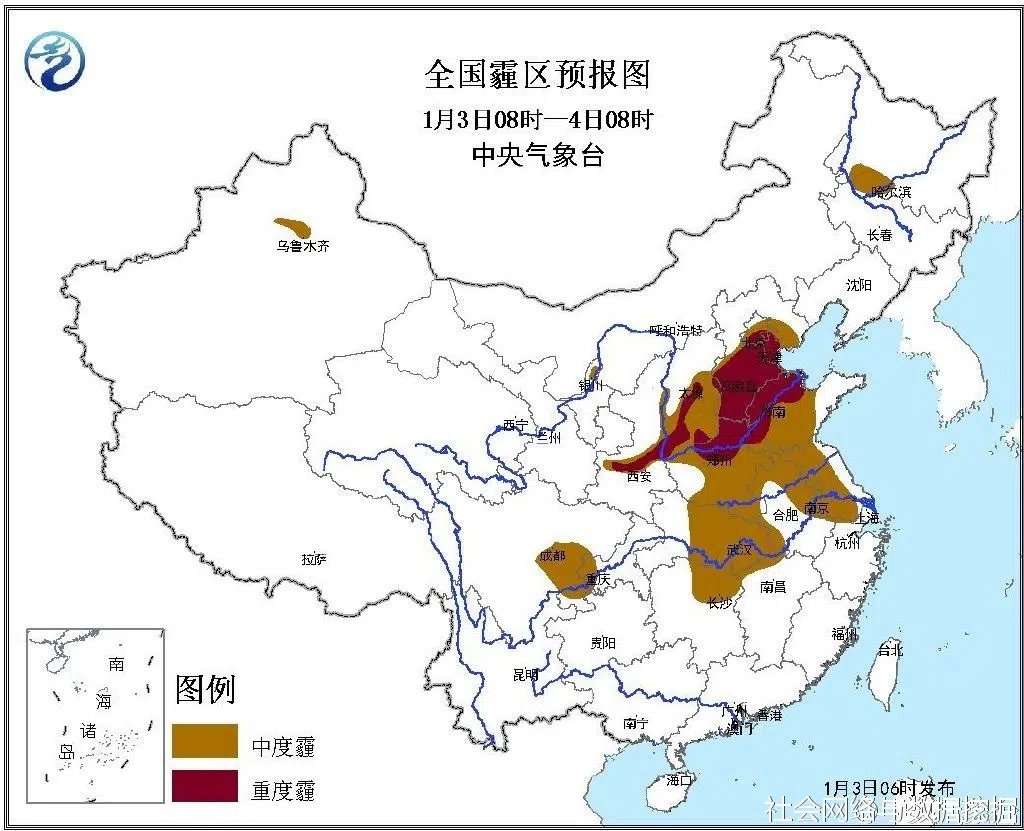 全国霾区预报图
1月3日08时—4日08时
中央气象台
哈尔滨
长春
乌鲁木齐
沈阳
呼和浩特
北京
天津
银川
太原
石家庄
济南
西宁
兰州
郑州
西安
合肥
南京
上海
杭州
成都
武汉
拉萨
重庆
南昌
长沙
福州
贵阳
台北
昆明
广州
香港
澳门
南宁
海口
南
海
诸
岛
图例
中度霾
重度霾
1月3日06时发布
社会网络与数据挖掘